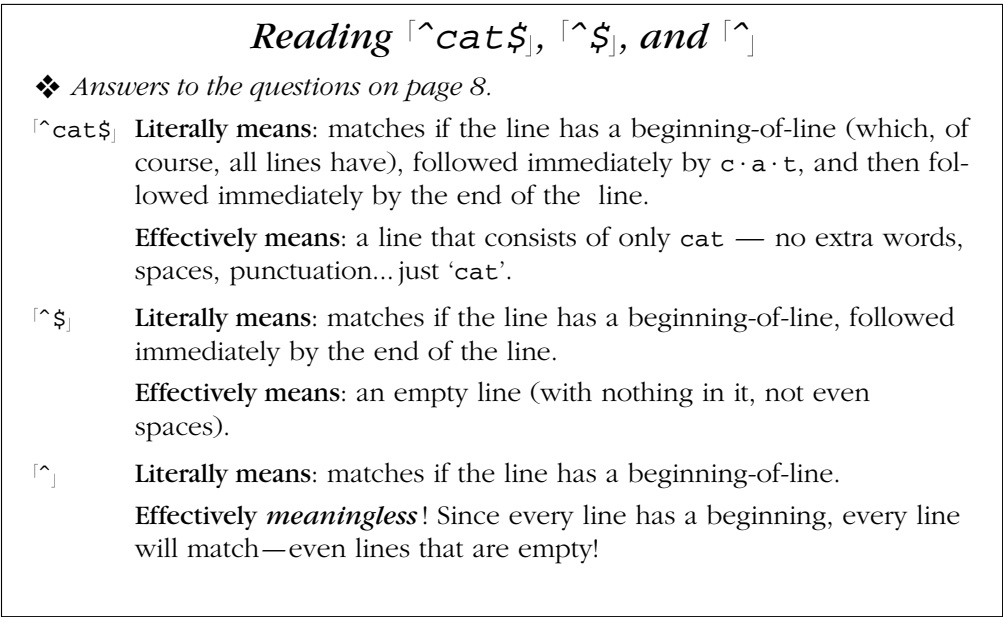 Reading ⌈^cat$⌋, ⌈^$⌋, and ⌈^⌋
❖ Answers to the questions on page 8.
⌈^cat$⌋ Literally means: matches if the line has a beginning-of-line (which, of
course, all lines have), followed immediately by c·a·t, and then fol-
lowed immediately by the end of the line.
Effectively means: a line that consists of only cat — no extra words,
spaces, punctuation...just ‘cat’.
⌈^$⌋ Literally means: matches if the line has a beginning-of-line, followed
immediately by the end of the line.
Effectively means: an empty line (with nothing in it, not even
spaces).
⌈^⌋ Literally means: matches if the line has a beginning-of-line.
Effectively meaningless! Since every line has a beginning, every line
will match—even lines that are empty!